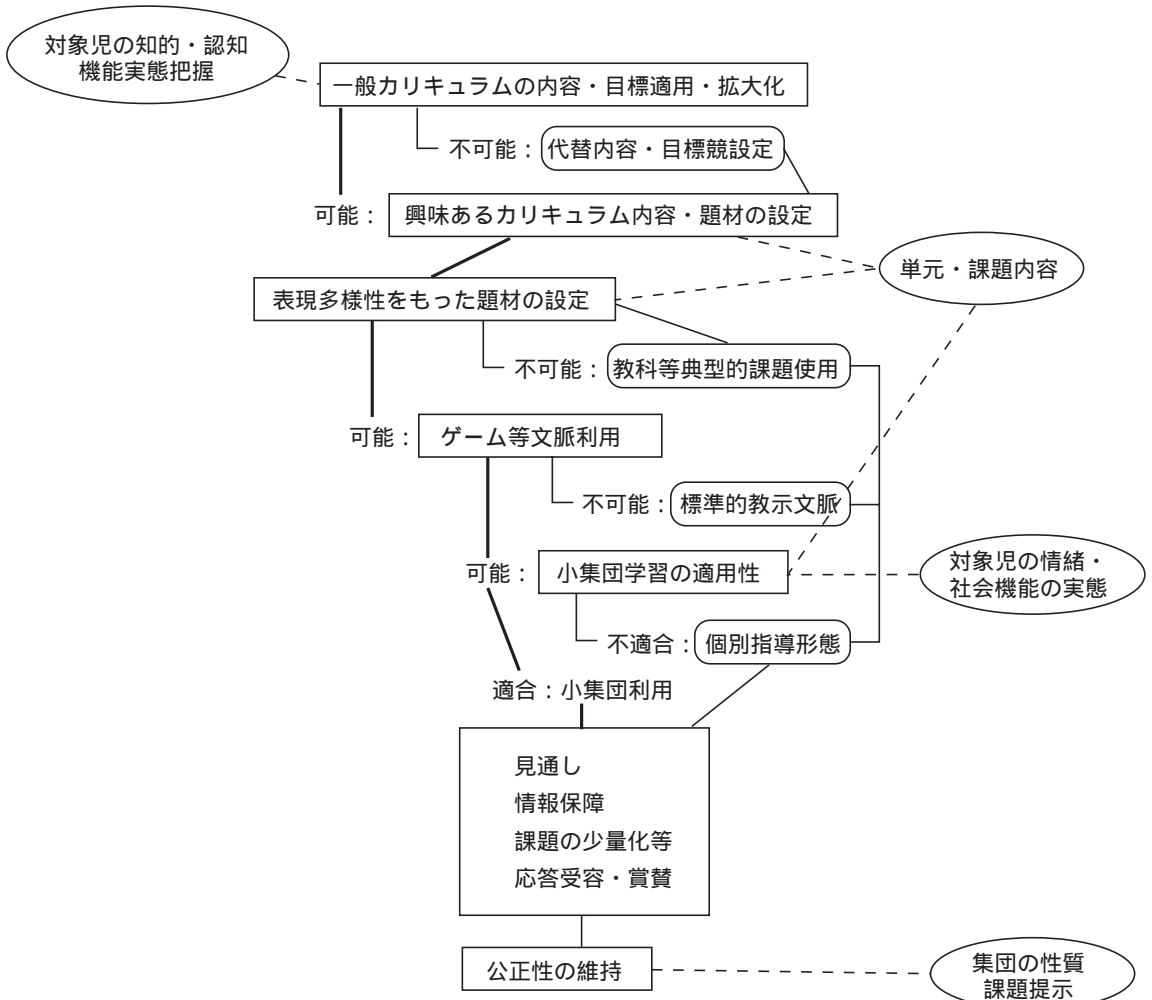 対象児の知的・認知
機能実態把握
一般カリキュラムの内容・目標適用・拡大化
不可能：代替内容・目標競設定
可能：興味あるカリキュラム内容・題材の設定
単元・課題内容
表現多様性をもった題材の設定
不可能：教科等典型的課題使用
可能：ゲーム等文脈利用
不可能：標準的教示文脈
対象児の情緒・
社会機能の実態
可能：小集団学習の適用性
不適合：個別指導形態
適合：小集団利用
見通し
情報保障
課題の少量化等
応答受容・賞賛
公正性の維持
集団の性質
課題提示